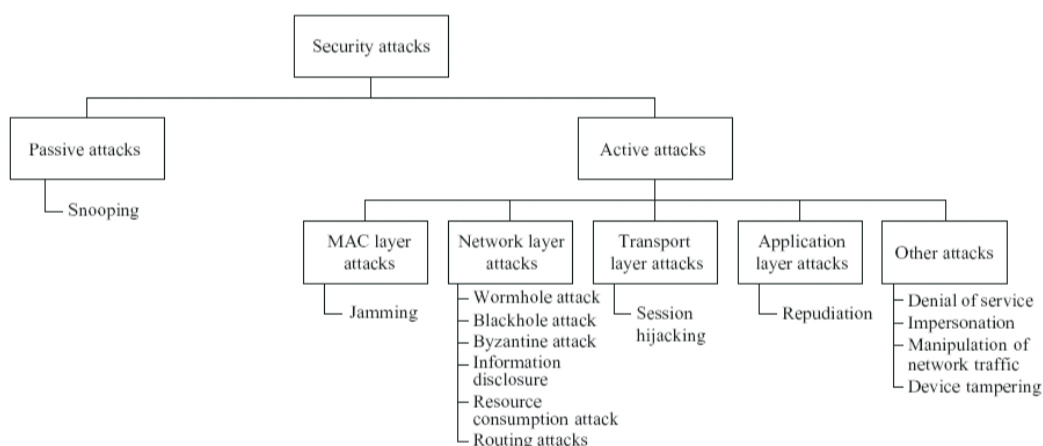 Security attacks
Passive attacks
Active attacks
Snooping
MAC layer
attacks
Network layer
attacks
Transport
layer attacks
Application
layer attacks
Other attacks
Jamming
Wormhole attack
Blackhole attack
Byzantine attack
Information
disclosure
Resource
consumption attack
Routing attacks
Session
hijacking
Repudiation
Denial of service
Impersonation
Manipulation of
network traffic
Device tampering